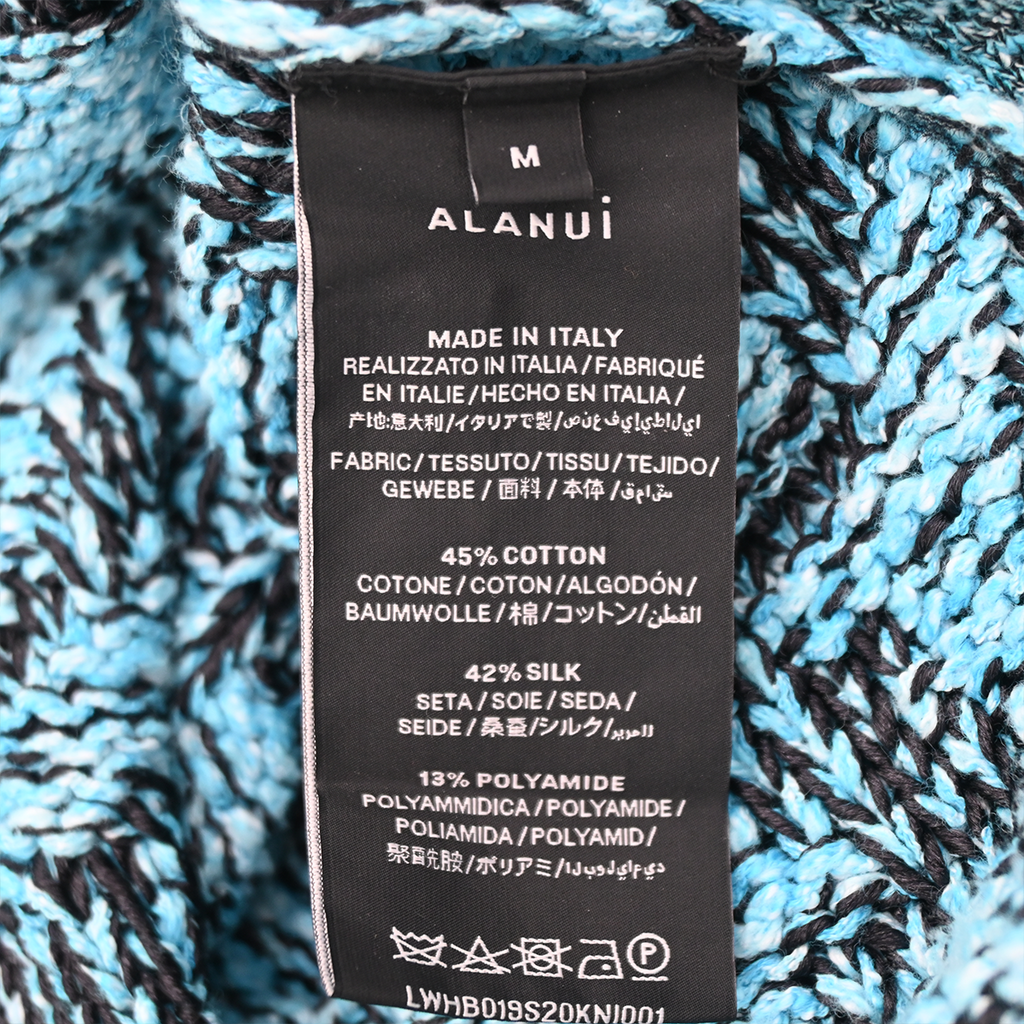 M
ALANUi
MADE IN ITALY
REALIZZATO IN ITALIA/FABRIQUÉ
EN ITALIE/HECHO EN ITALIA/
产地:意大利/イタリアで製/
FABRIC/TESSUTO/TISSU/TEJIDO/
GEWEBE/面料/本体/
45% COTTON
COTONE/COTON/ALGODÓN/
BAUMWOLLE/棉/コットン/القطن
42% SILK
SETA/SOIE/SEDA/
SEIDE/桑蚕/シルク/
13% POLYAMIDE
POLYAMMIDICA/POLYAMIDE/
POLIAMIDA/POLYAMID/
ポリアミ/
P
LWHB019S20KNI001